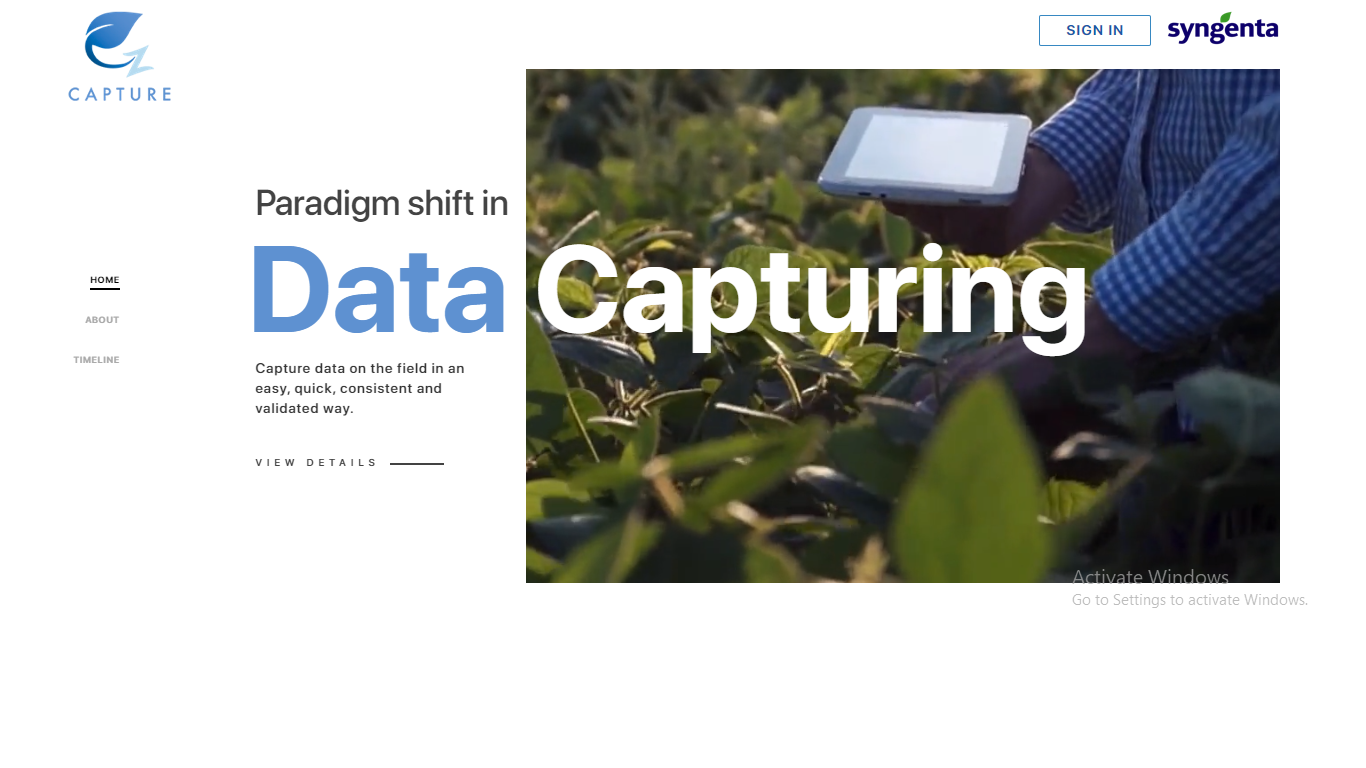 CAPTURE
SIGN IN
syngenta
Paradigm shift in
Data Capturing
HOME
ABOUT
TIMELINE
Capture data on the field in an
easy, quick, consistent and
validated way.
VIEW DETAILS
Activate Windows
Go to Settings to activate Windows.